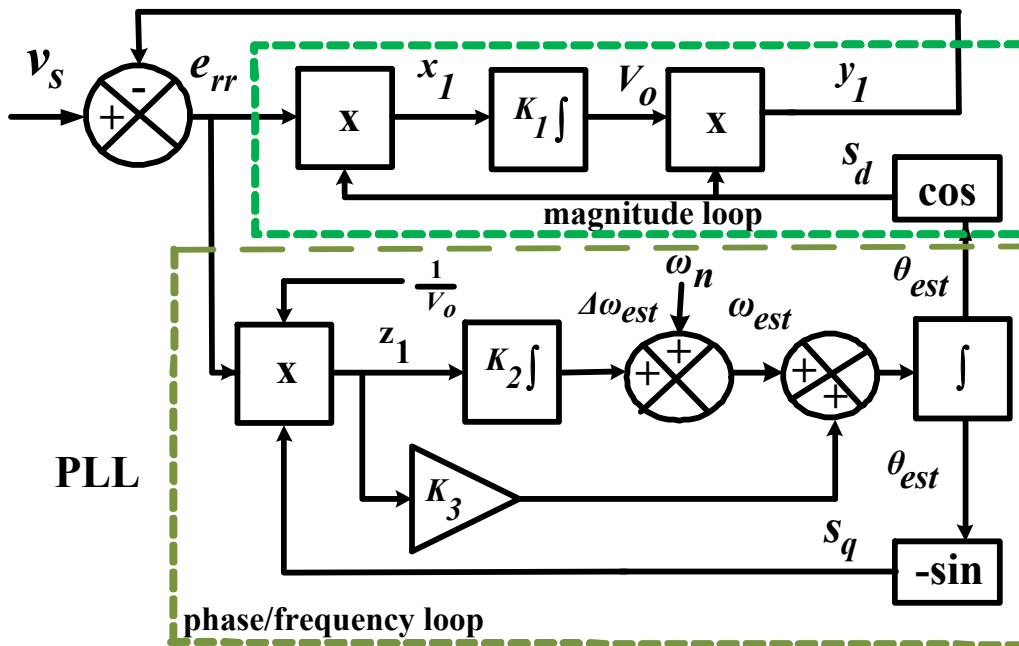 v_s
-
+
e_rr
x
x_1
K_1 ∫
V_o
x
y_1
s_d
cos
magnitude loop
θ_est
1/V_o
x
z_1
K_2 ∫
Δω_est
ω_n
+
+
ω_est
+
+
∫
K_3
θ_est
s_q
-sin
PLL
phase/frequency loop